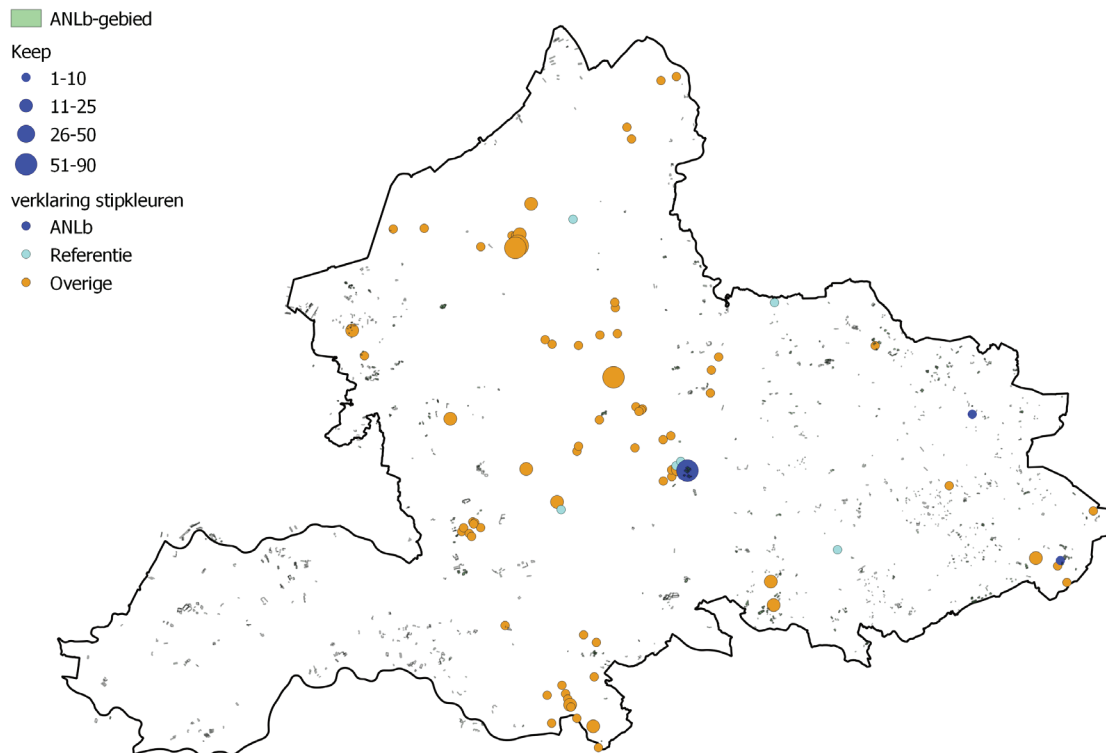 ANLb-gebied
Keep
1-10
11-25
26-50
51-90
verklaring stipkleuren
ANLb
Referentie
Overige